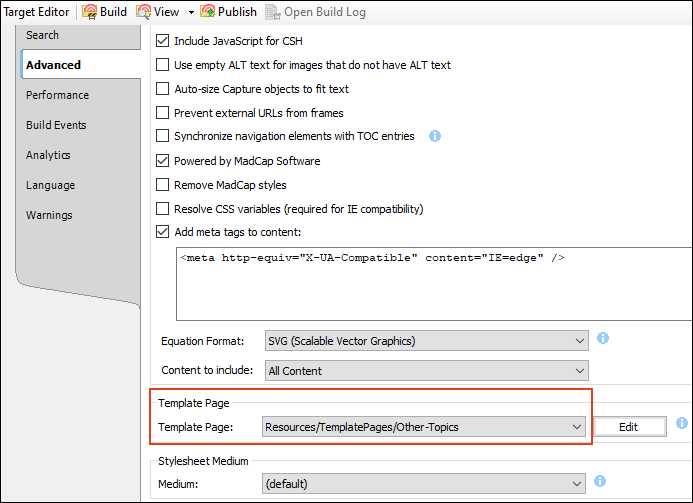 Target Editor Build View Publish Open Build Log
Search
Advanced
Performance
Build Events
Analytics
Language
Warnings
Include JavaScript for CSH
Use empty ALT text for images that do not have ALT text
Auto-size Capture objects to fit text
Prevent external URLs from frames
Synchronize navigation elements with TOC entries
Powered by MadCap Software
Remove MadCap styles
Resolve CSS variables (required for IE compatibility)
Add meta tags to content:
<meta http-equiv="X-UA-Compatible" content="IE=edge" />
Equation Format: SVG (Scalable Vector Graphics)
Content to include: All Content
Template Page
Template Page: Resources/TemplatePages/Other-Topics Edit
Stylesheet Medium
Medium: (default)